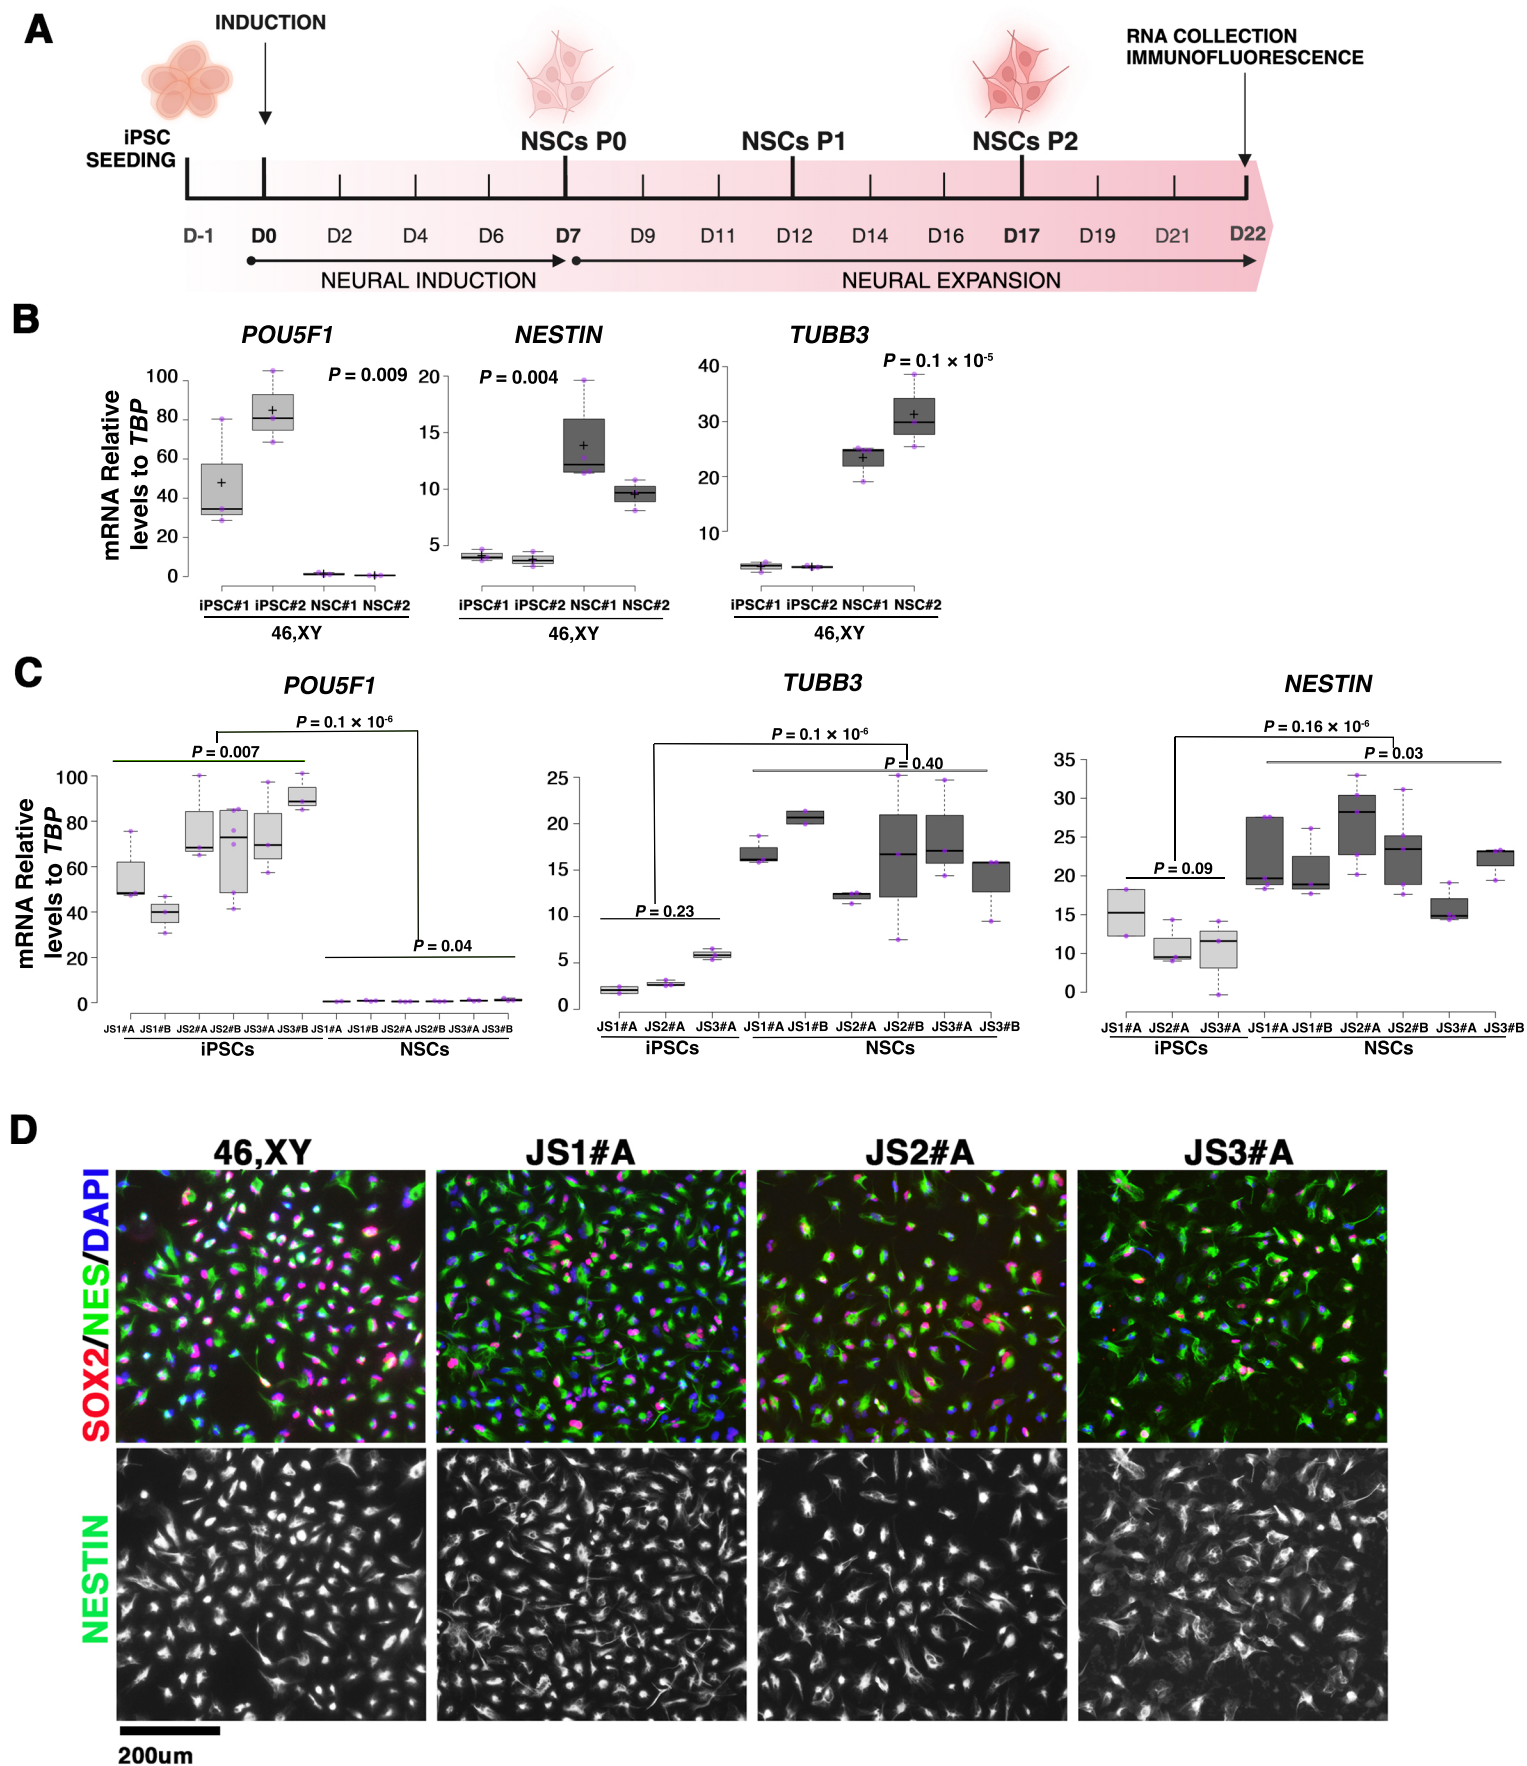 A
INDUCTION
RNA COLLECTION
IMMUNOFLUORESCENCE
iPSC
SEEDING
NSCs P0
NSCs P1
NSCs P2
D-1 D0 D2 D4 D6 D7 D9 D11 D12 D14 D16 D17 D19 D21 D22
NEURAL INDUCTION
NEURAL EXPANSION
B
mRNA Relative
levels to TBP
POU5F1
P = 0.009
100
80
60
40
20
0
iPSC#1 iPSC#2 NSC#1 NSC#2
46,XY
NESTIN
P = 0.004
20
15
10
5
iPSC#1 iPSC#2 NSC#1 NSC#2
46,XY
TUBB3
P = 0.1 × 10-5
40
30
20
10
iPSC#1 iPSC#2 NSC#1 NSC#2
46,XY
C
mRNA Relative
levels to TBP
POU5F1
P = 0.1 × 10-6
P = 0.007
P = 0.04
100
80
60
40
20
0
JS1#A JS1#B JS2#A JS2#B JS3#A JS3#B JS1#A JS1#B JS2#A JS2#B JS3#A JS3#B
iPSCs
NSCs
TUBB3
P = 0.1 × 10-6
P = 0.40
P = 0.23
25
20
15
10
5
0
JS1#A JS2#A JS3#A JS1#A JS1#B JS2#A JS2#B JS3#A JS3#B
iPSCs
NSCs
NESTIN
P = 0.16 × 10-6
P = 0.03
P = 0.09
35
30
25
20
15
10
0
JS1#A JS2#A JS3#A JS1#A JS1#B JS2#A JS2#B JS3#A JS3#B
iPSCs
NSCs
D
46,XY
JS1#A
JS2#A
JS3#A
SOX2/NES/DAPI
NESTIN
200um